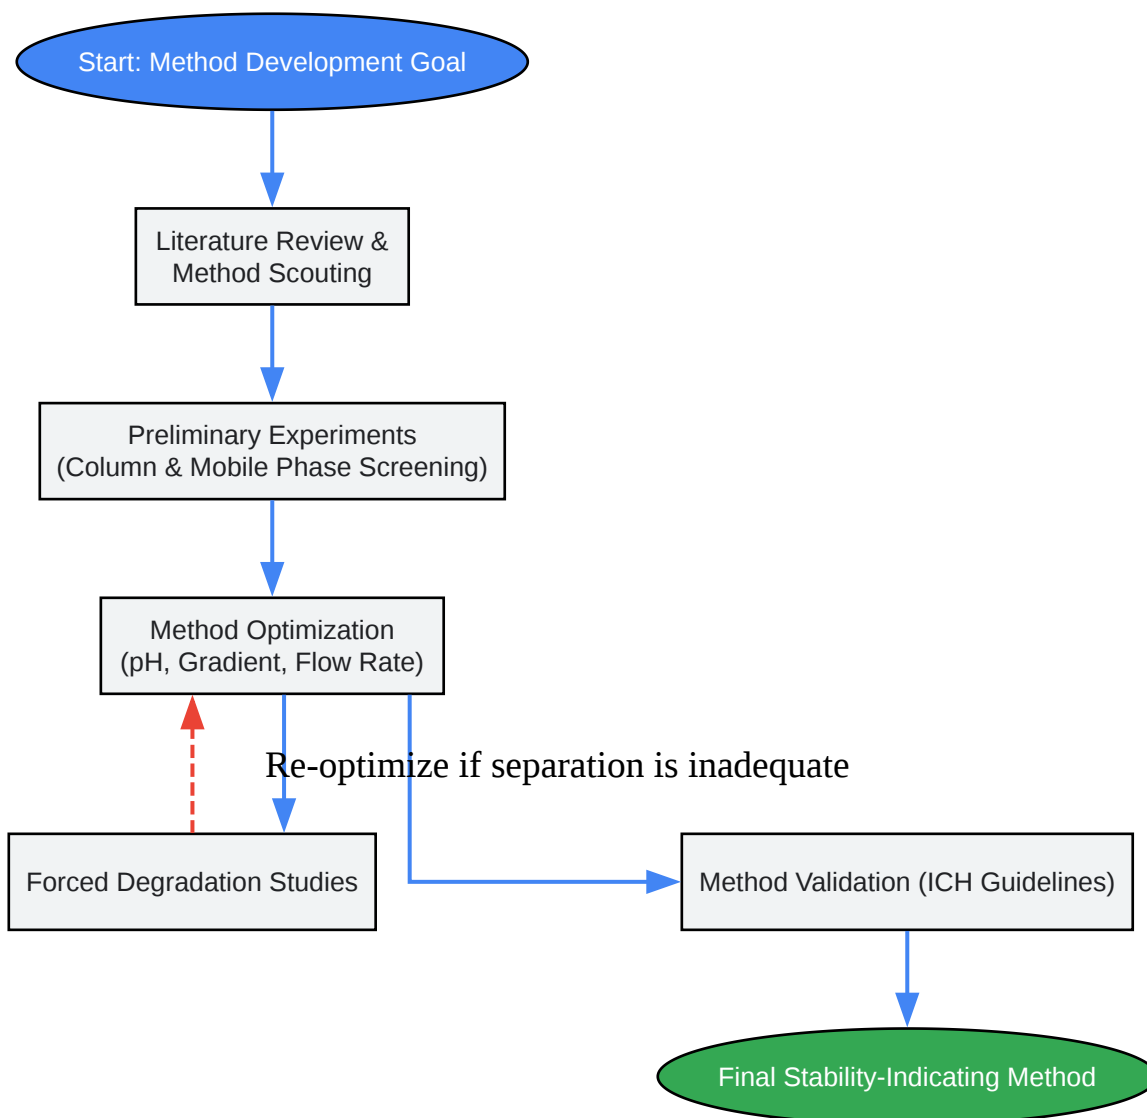 Start: Method Development Goal
Literature Review &
Method Scouting
Preliminary Experiments
(Column & Mobile Phase Screening)
Method Optimization
(pH, Gradient, Flow Rate)
Re-optimize if separation is inadequate
Forced Degradation Studies
Method Validation (ICH Guidelines)
Final Stability-Indicating Method